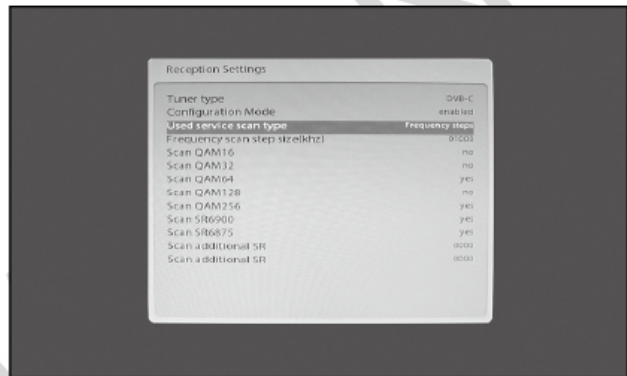 Reception Settings
Tuner type DVB-C
Configuration Mode enabled
Used service scan type Frequency steps
Frequency scan step size(khz) 01000
Scan QAM16 no
Scan QAM32 no
Scan QAM64 yes
Scan QAM128 no
Scan QAM256 yes
Scan SR6900 yes
Scan SR6875 yes
Scan additional SR 0000
Scan additional SR 0000